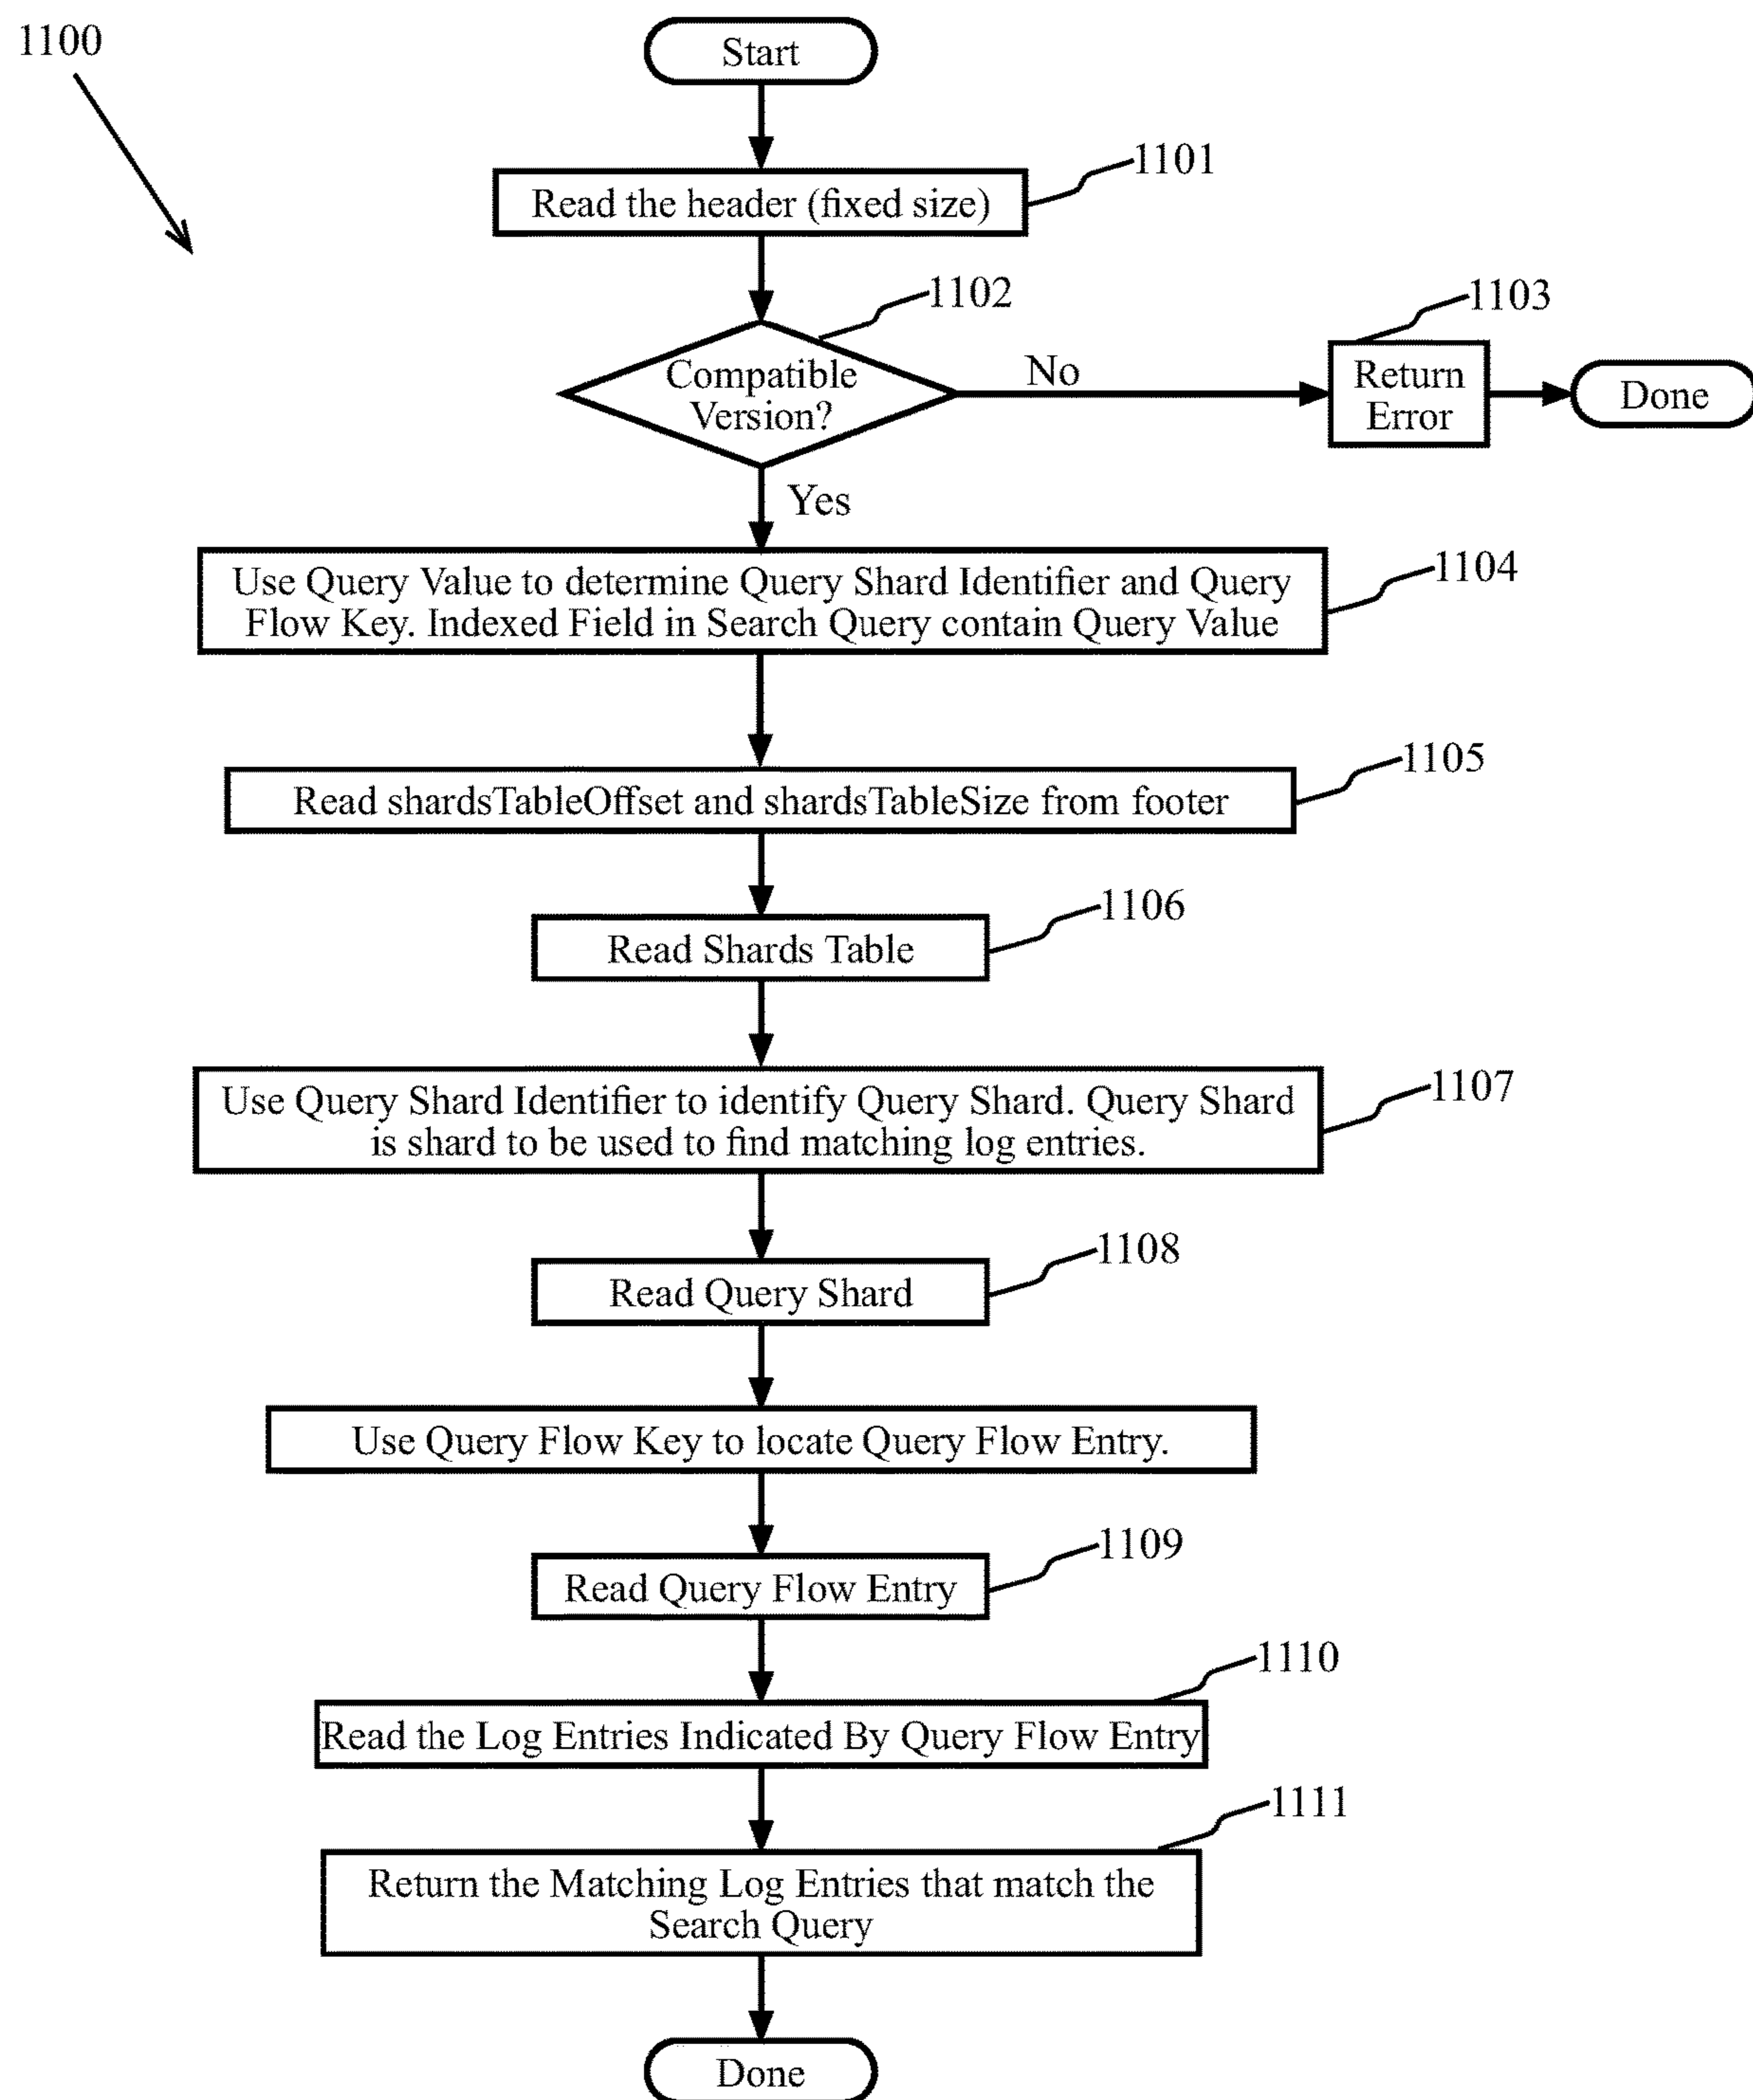 1100
Start
1101
Read the header (fixed size)
1102
1103
Compatible
Version?
No
Return
Error
Done
Yes
1104
Use Query Value to determine Query Shard Identifier and Query
Flow Key. Indexed Field in Search Query contain Query Value
1105
Read shardsTableOffset and shardsTableSize from footer
1106
Read Shards Table
1107
Use Query Shard Identifier to identify Query Shard. Query Shard
is shard to be used to find matching log entries.
1108
Read Query Shard
Use Query Flow Key to locate Query Flow Entry.
1109
Read Query Flow Entry
1110
Read the Log Entries Indicated By Query Flow Entry
1111
Return the Matching Log Entries that match the
Search Query
Done